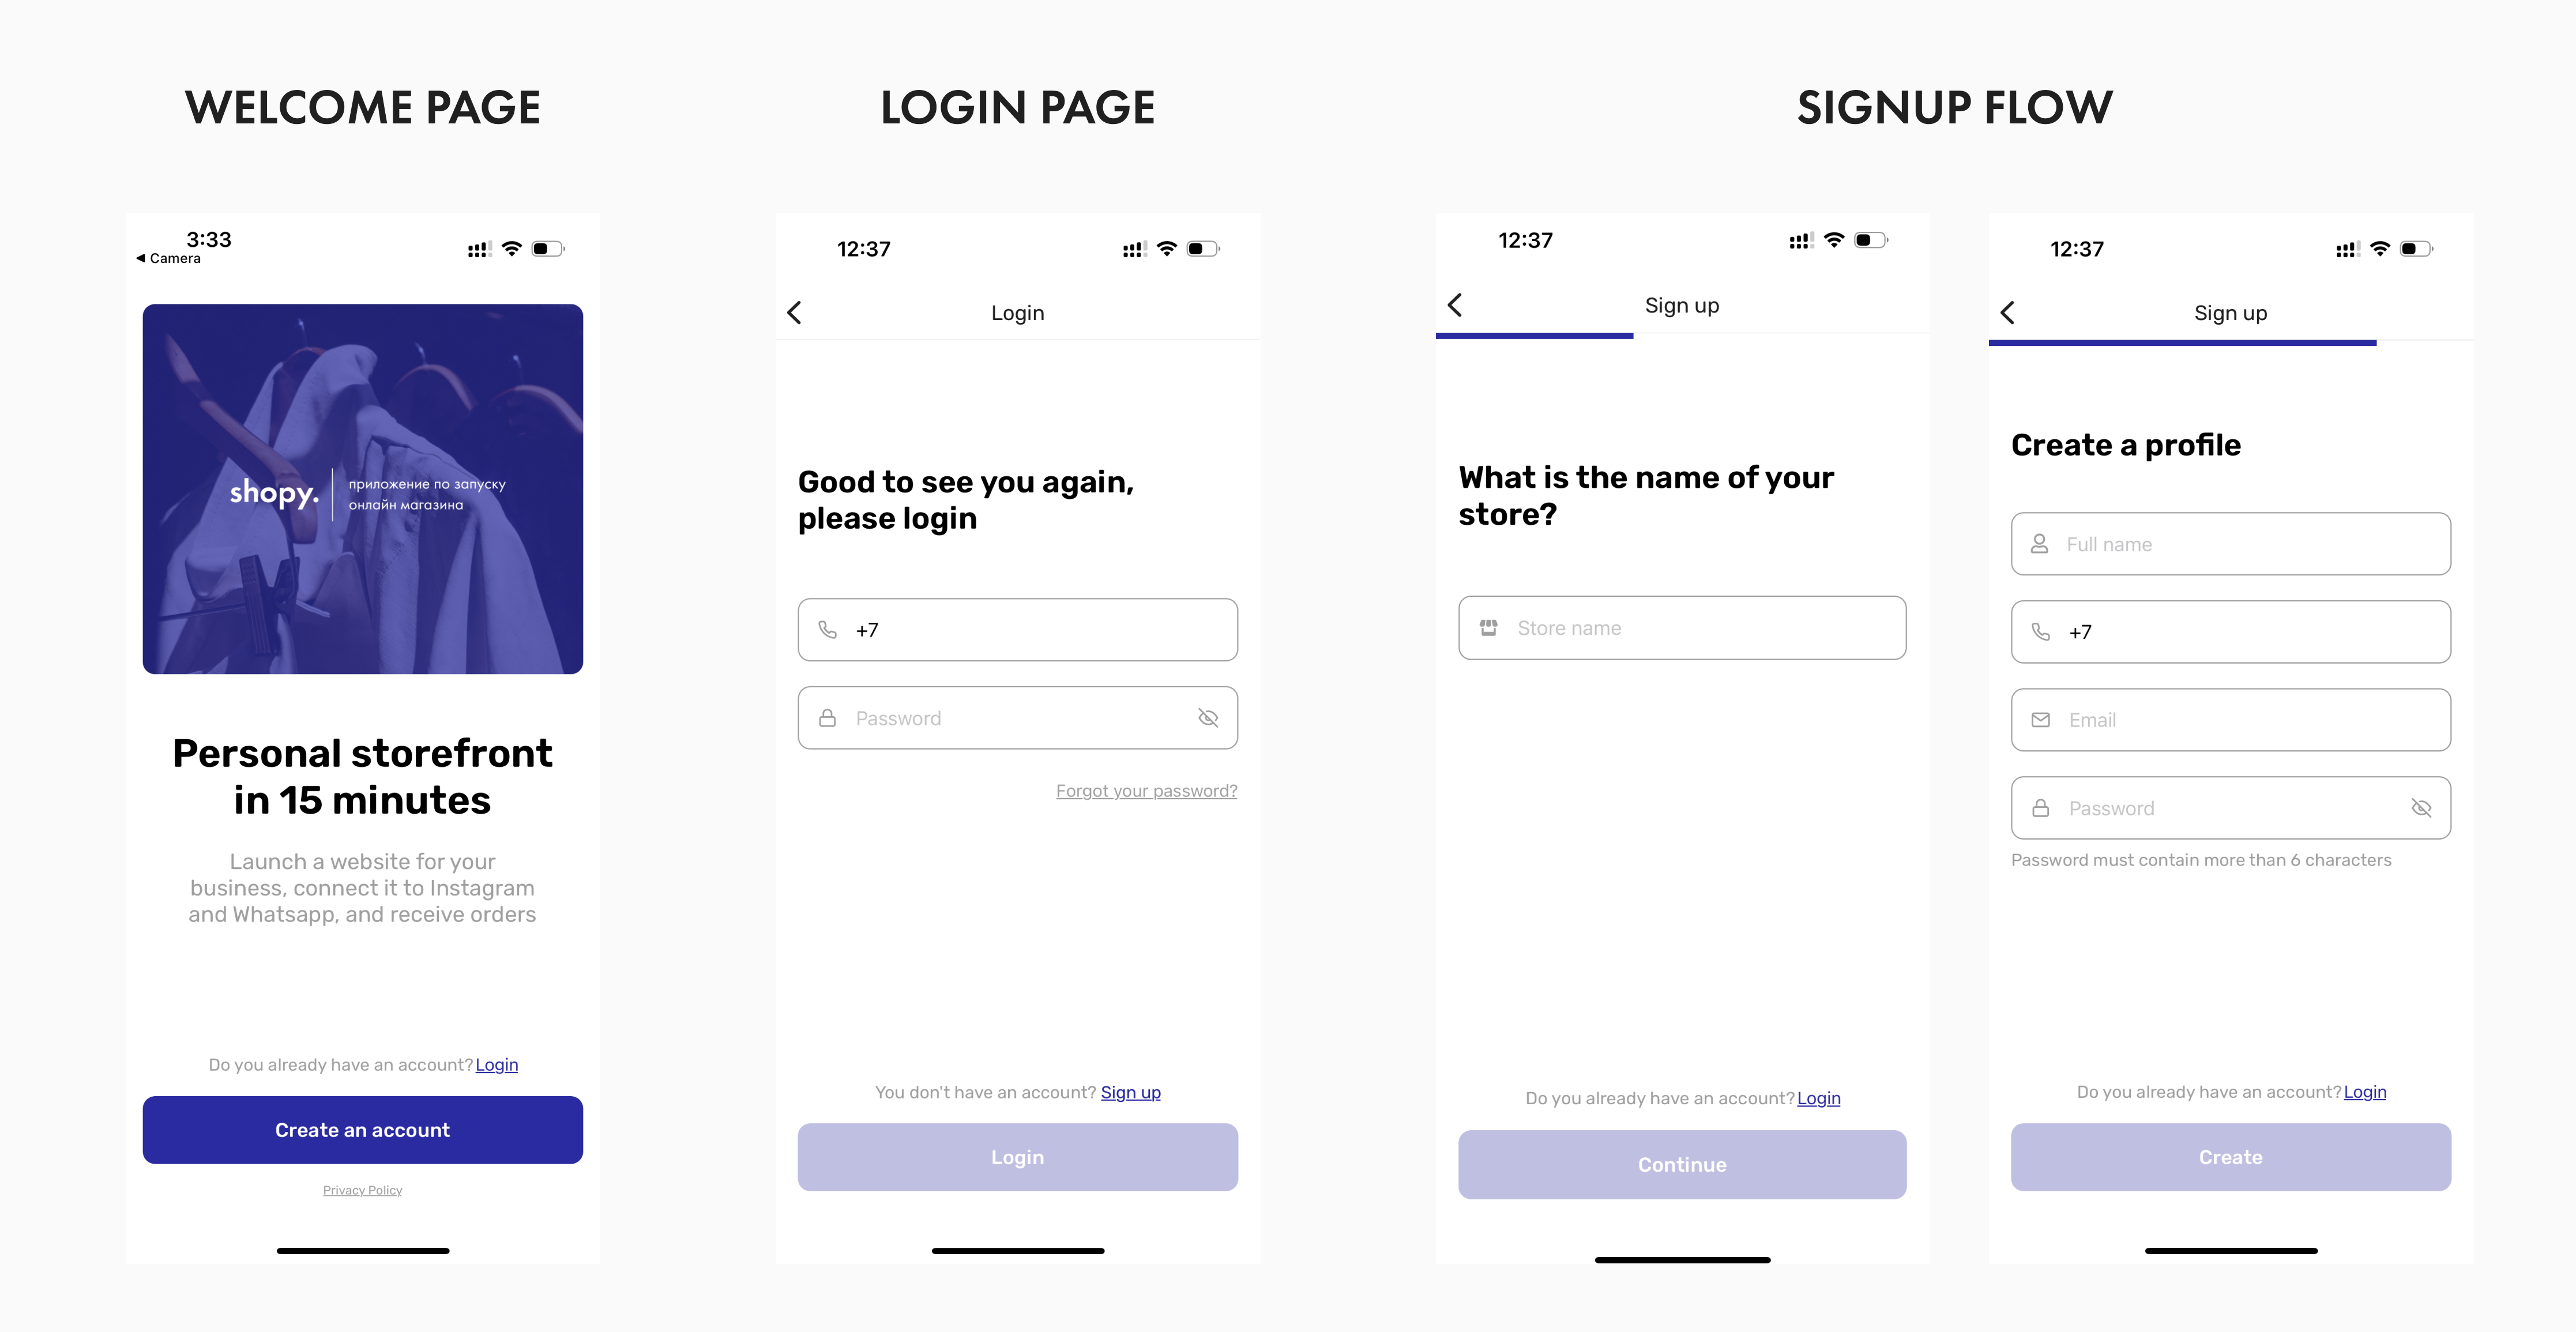 WELCOME PAGE
LOGIN PAGE
SIGNUP FLOW
3:33
Camera
shopy.
приложение по запуску
онлайн магазина
Personal storefront
in 15 minutes
Launch a website for your
business, connect it to Instagram
and Whatsapp, and receive orders
Do you already have an account? Login
Create an account
Privacy Policy
12:37
Login
Good to see you again,
please login
+7
Password
Forgot your password?
You don't have an account? Sign up
Login
12:37
Sign up
What is the name of your
store?
Store name
Do you already have an account? Login
Continue
12:37
Sign up
Create a profile
Full name
+7
Email
Password
Password must contain more than 6 characters
Do you already have an account? Login
Create